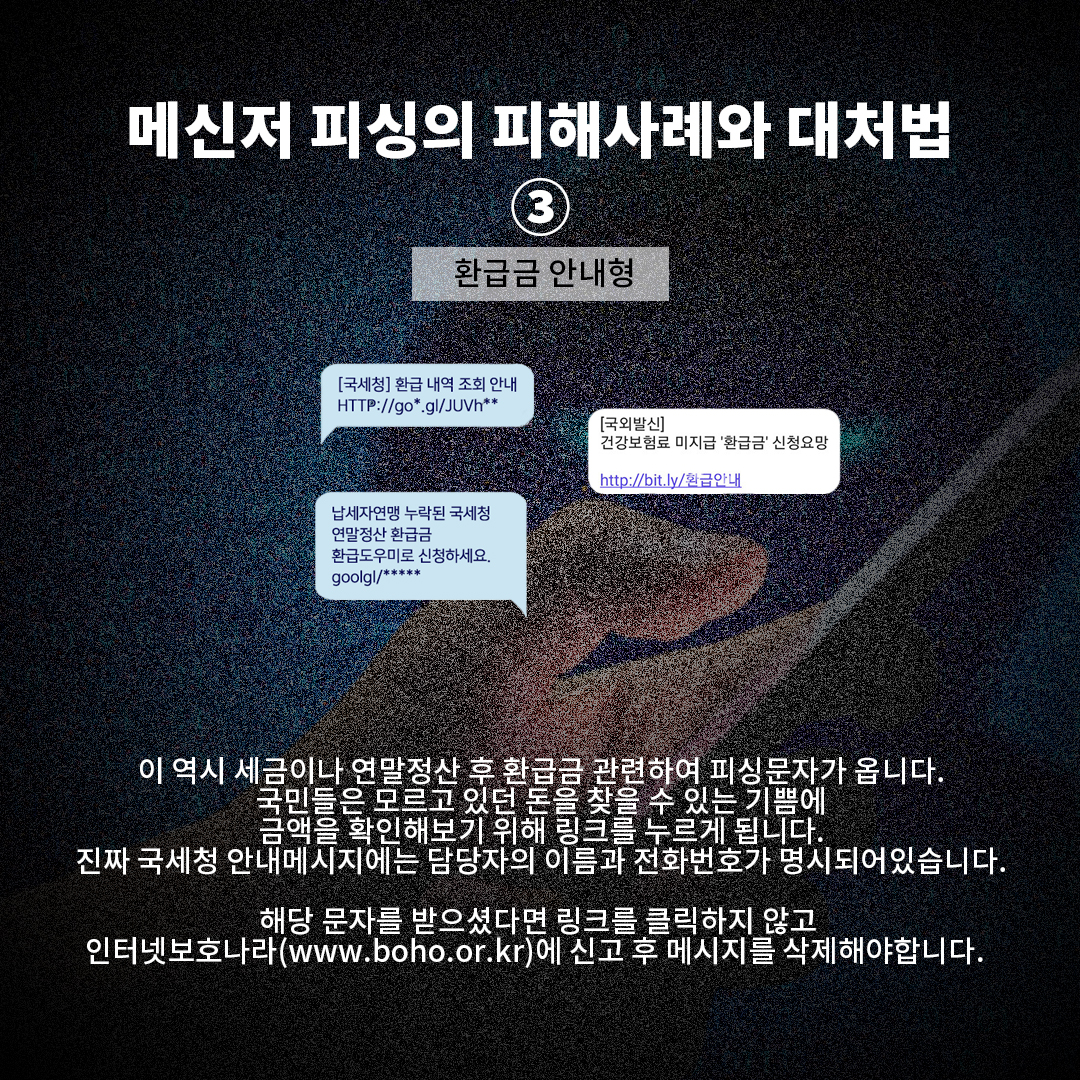 메신저 피싱의 피해사례와 대처법
③
환급금 안내형
[국세청] 환급 내역 조회 안내
HTTP://go*.gl/JUVh**
[국외발신]
건강보험료 미지급 '환급금' 신청요망
http://bit.ly/환급안내
납세자연맹 누락된 국세청
연말정산 환급금
환급도우미로 신청하세요.
goolgl/*****
이 역시 세금이나 연말정산 후 환급금 관련하여 피싱문자가 옵니다.
국민들은 모르고 있던 돈을 찾을 수 있는 기쁨에
금액을 확인해보기 위해 링크를 누르게 됩니다.
진짜 국세청 안내메시지에는 담당자의 이름과 전화번호가 명시되어있습니다.
해당 문자를 받으셨다면 링크를 클릭하지 않고
인터넷보호나라(www.boho.or.kr)에 신고 후 메시지를 삭제해야합니다.